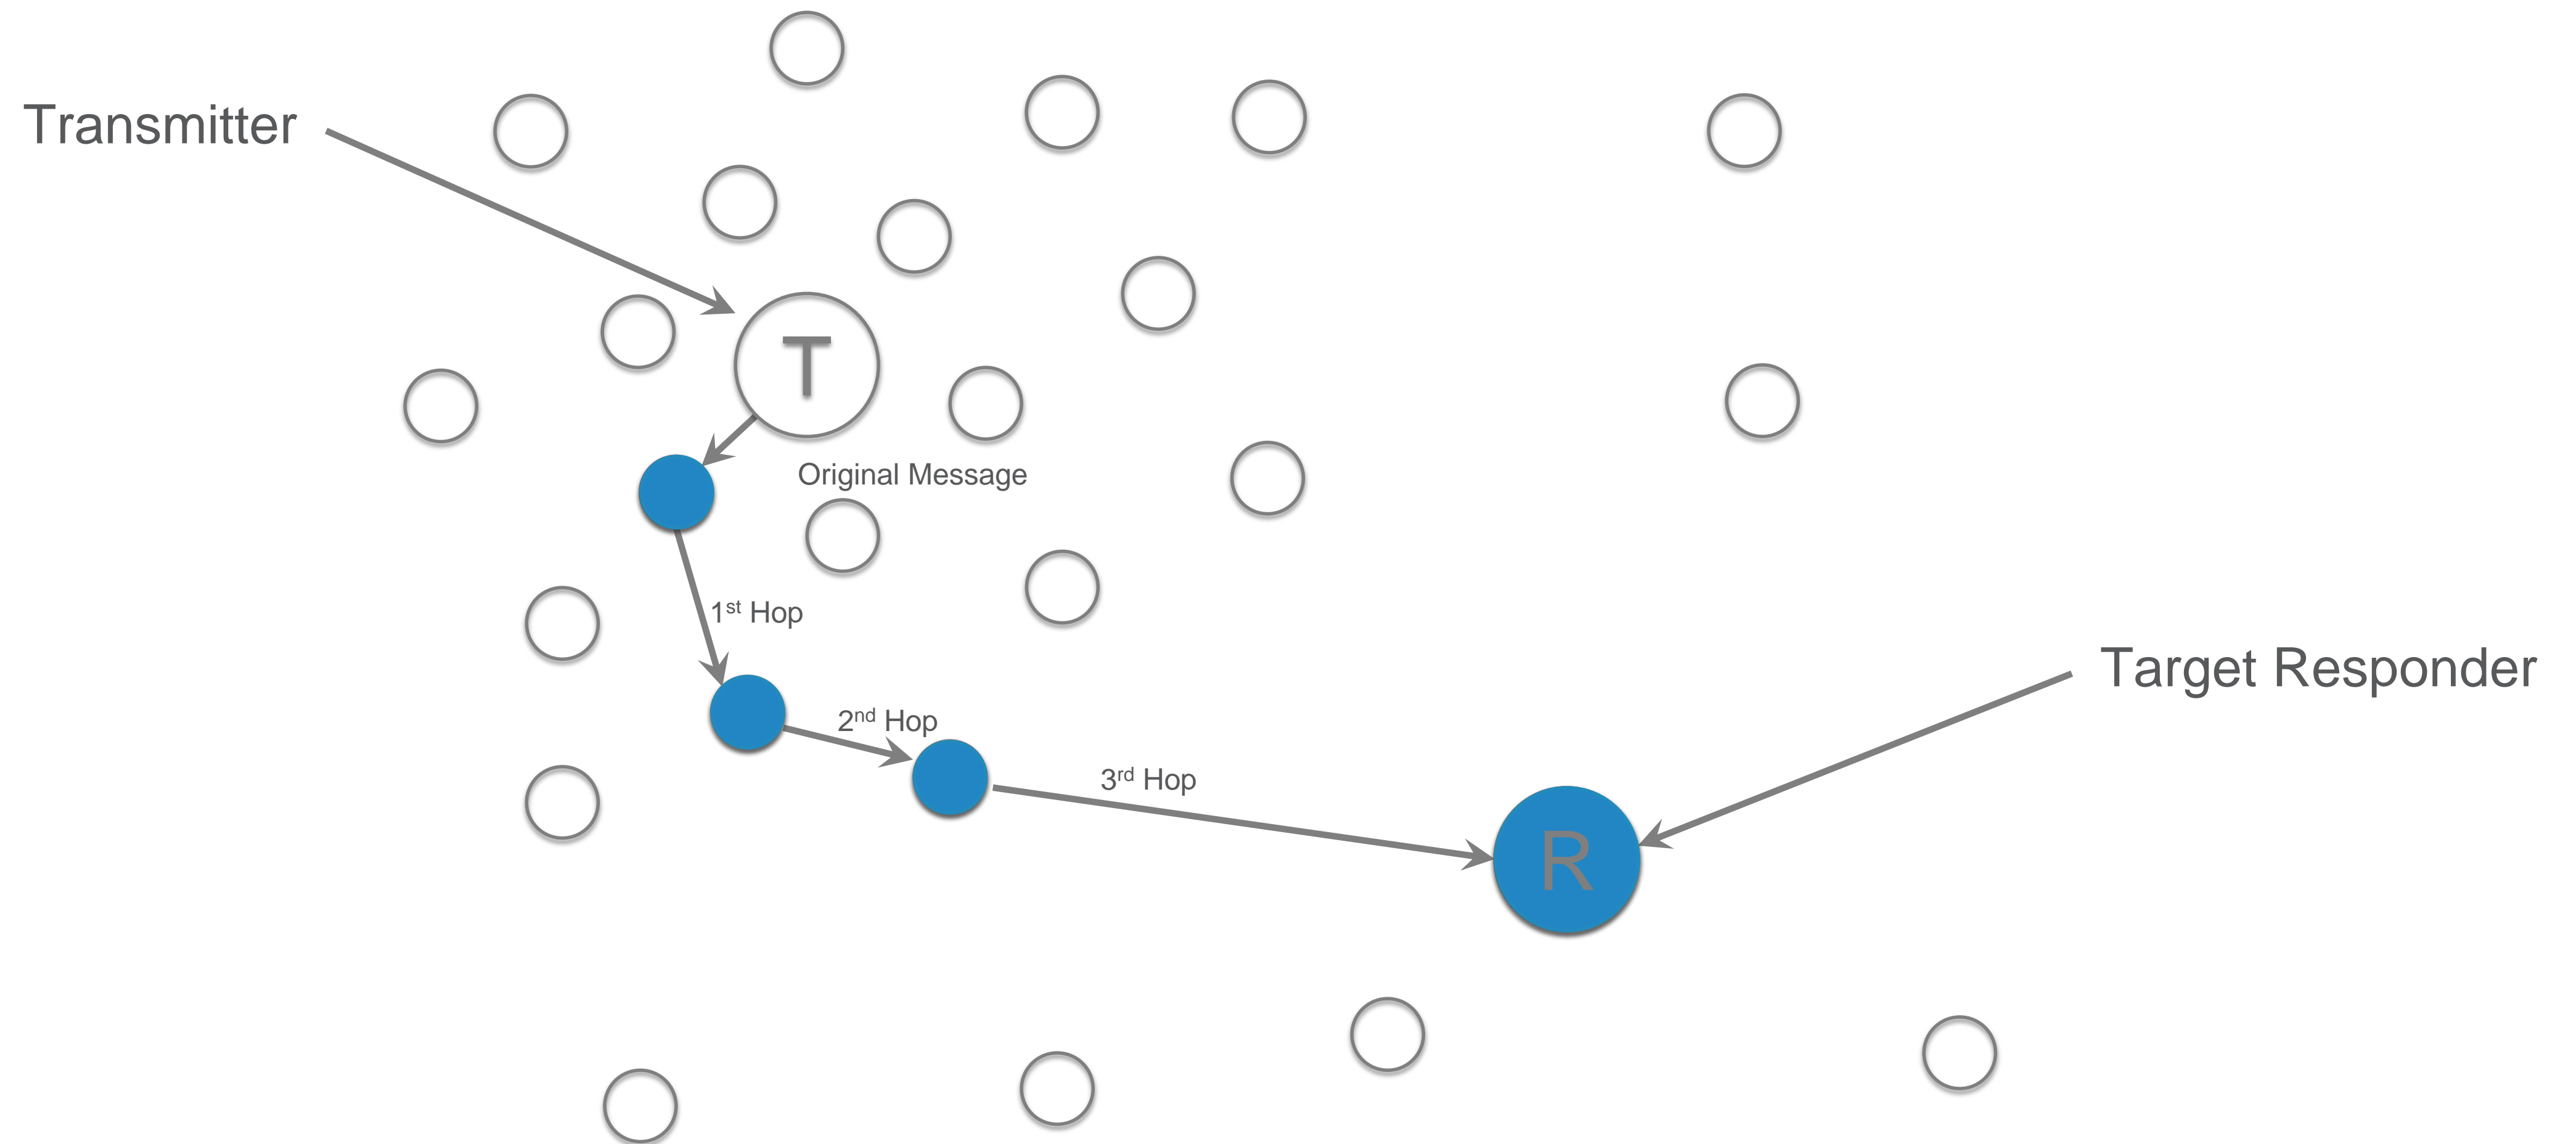 Transmitter
T
Original Message
1st Hop
2nd Hop
3rd Hop
Target Responder
R